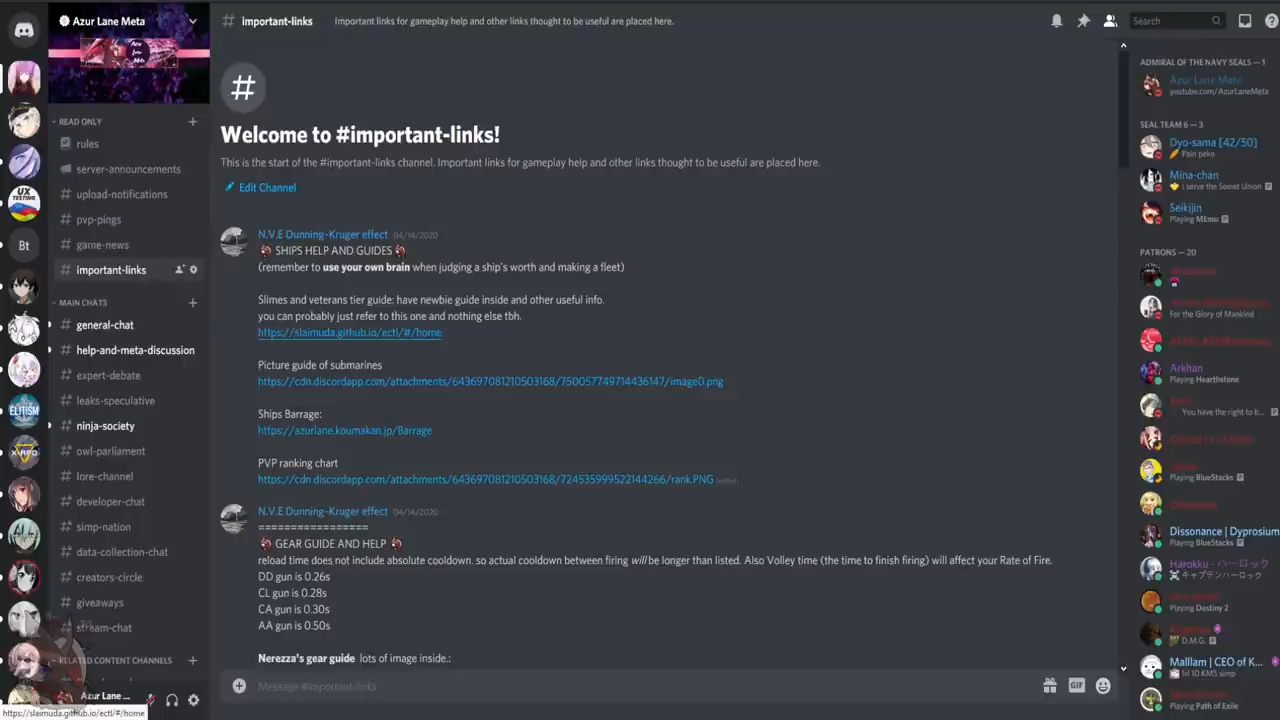 Azur Lane Meta
READ ONLY
rules
server-announcements
upload-notifications
pvp-pings
game-news
important-links
MAIN CHATS
general-chat
help-and-meta-discussion
expert-debate
leaks-speculative
ninja-society
owl-parliament
lore-channel
developer-chat
simp-nation
data-collection-chat
creators-circle
giveaways
stream-chat
RELATED CONTENT CHANNELS
Azur Lane ...
https://slaimuda.github.io/ectl/#/home
UX TESTING
Bt
ELITISM
# important-links
Important links for gameplay help and other links thought to be useful are placed here.
Search
#
Welcome to #important-links!
This is the start of the #important-links channel. Important links for gameplay help and other links thought to be useful are placed here.
Edit Channel
N.V.E Dunning-Kruger effect 04/14/2020
SHIPS HELP AND GUIDES
(remember to use your own brain when judging a ship's worth and making a fleet)
Slimes and veterans tier guide: have newbie guide inside and other useful info.
you can probably just refer to this one and nothing else tbh.
https://slaimuda.github.io/ectl/#/home
Picture guide of submarines
https://cdn.discordapp.com/attachments/643697081210503168/750057749714436147/image0.png
Ships Barrage:
https://azurlane.koumakan.jp/Barrage
PVP ranking chart
https://cdn.discordapp.com/attachments/643697081210503168/724535999522144266/rank.PNG (edited)
N.V.E Dunning-Kruger effect 04/14/2020
=================
GEAR GUIDE AND HELP
reload time does not include absolute cooldown. so actual cooldown between firing will be longer than listed. Also Volley time (the time to finish firing) will affect your Rate of Fire.
DD gun is 0.26s
CL gun is 0.28s
CA gun is 0.30s
AA gun is 0.50s
Nerezza's gear guide lots of image inside.:
Message #important-links
GIF
ADMIRAL OF THE NAVY SEALS — 1
Azur Lane Meta
youtube.com/AzurLaneMeta
SEAL TEAM 6 — 3
Dyo-sama [42/50]
Pain peko
Mina-chan
i serve the Soviet Union
Seikijin
Playing MEmu
PATRONS — 20
For the Glory of Mankind
Arkhan
Playing Hearthstone
You have the right to b...
Playing BlueStacks
Dissonance | Dyprosium
Playing BlueStacks
Harokku - ハーロック
キャプテンハーロック
Playing Destiny 2
D.M.G.
Malllam | CEO of K...
lvl 10 KMS simp
Playing Path of Exile